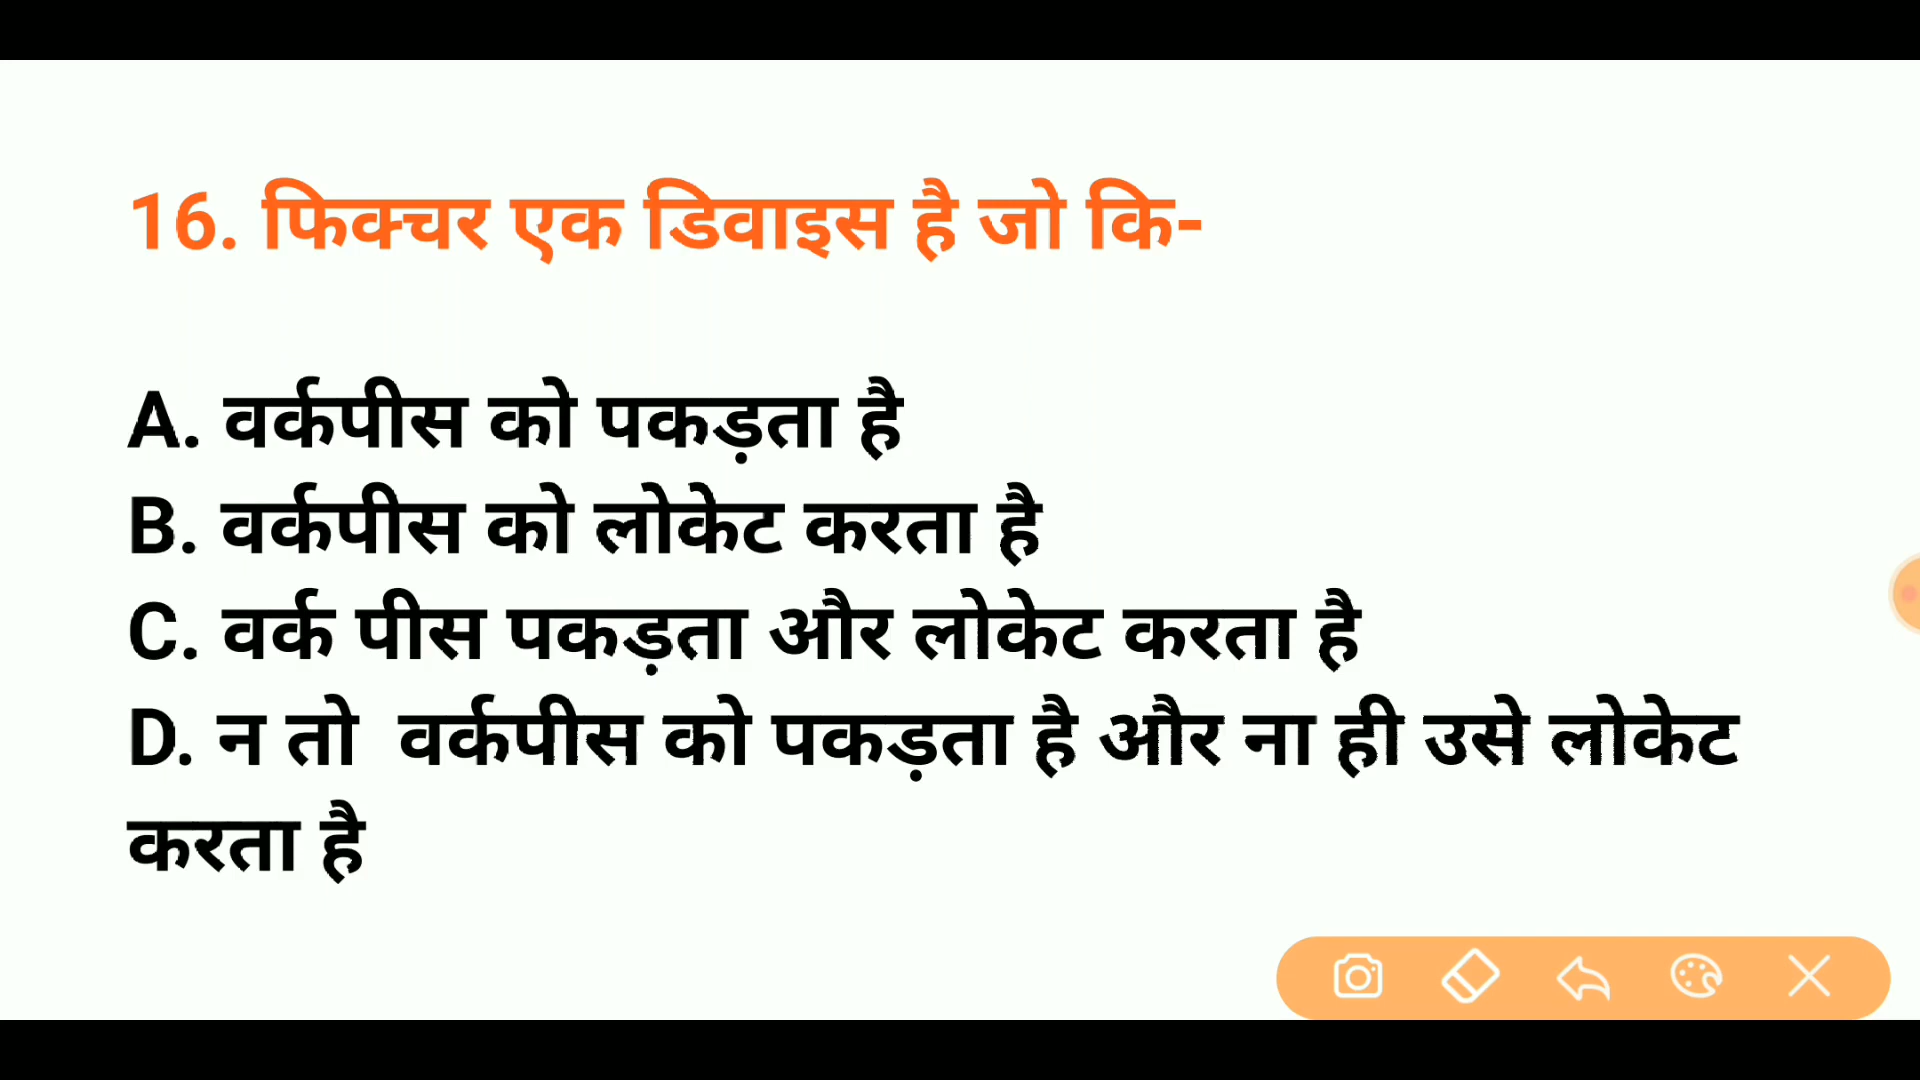 16. फिक्चर एक डिवाइस है जो कि-
A. वर्कपीस को पकड़ता है
B. वर्कपीस को लोकेट करता है
C. वर्क पीस पकड़ता और लोकेट करता है
D. न तो वर्कपीस को पकड़ता है और ना ही उसे लोकेट
करता है